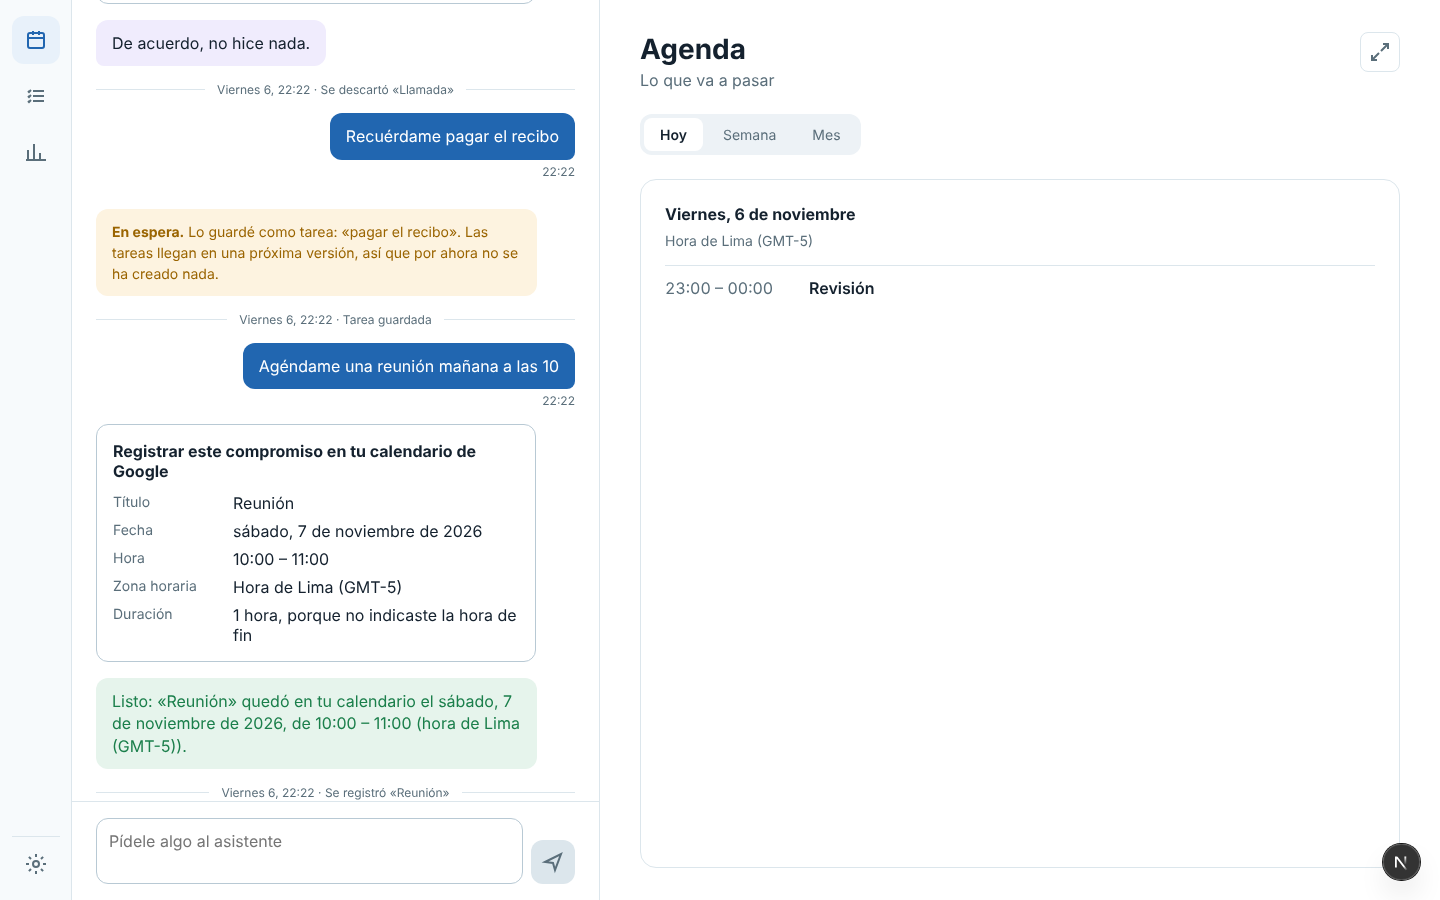 De acuerdo, no hice nada.
Viernes 6, 22:22 · Se descartó «Llamada»
Recuérdame pagar el recibo
22:22
En espera. Lo guardé como tarea: «pagar el recibo». Las
tareas llegan en una próxima versión, así que por ahora no se
ha creado nada.
Viernes 6, 22:22 · Tarea guardada
Agéndame una reunión mañana a las 10
22:22
Registrar este compromiso en tu calendario de
Google
Título Reunión
Fecha sábado, 7 de noviembre de 2026
Hora 10:00 – 11:00
Zona horaria Hora de Lima (GMT-5)
Duración 1 hora, porque no indicaste la hora de
fin
Listo: «Reunión» quedó en tu calendario el sábado, 7
de noviembre de 2026, de 10:00 – 11:00 (hora de Lima
(GMT-5)).
Viernes 6, 22:22 · Se registró «Reunión»
Pídele algo al asistente
Agenda
Lo que va a pasar
Hoy Semana Mes
Viernes, 6 de noviembre
Hora de Lima (GMT-5)
23:00 – 00:00 Revisión
N